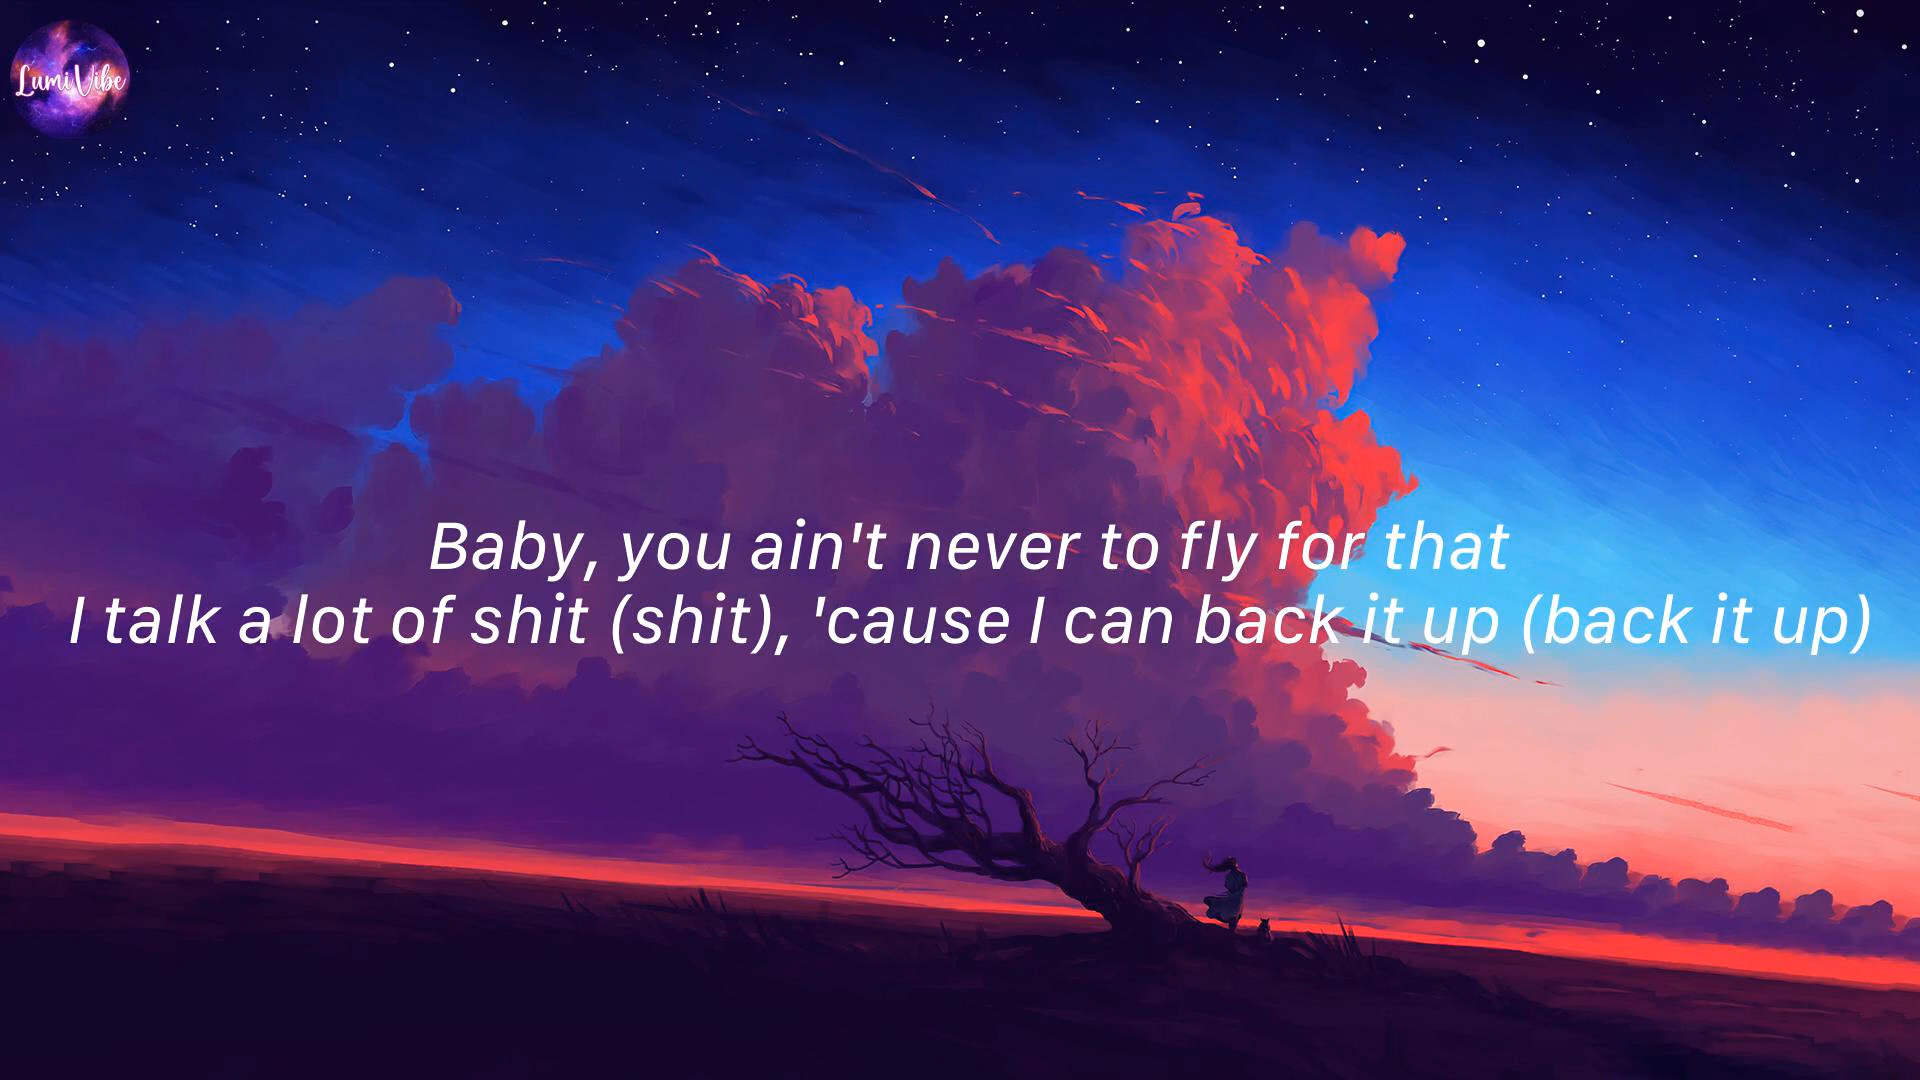 LumiVibe
Baby, you ain't never to fly for that
I talk a lot of shit (shit), 'cause I can back it up (back it up)